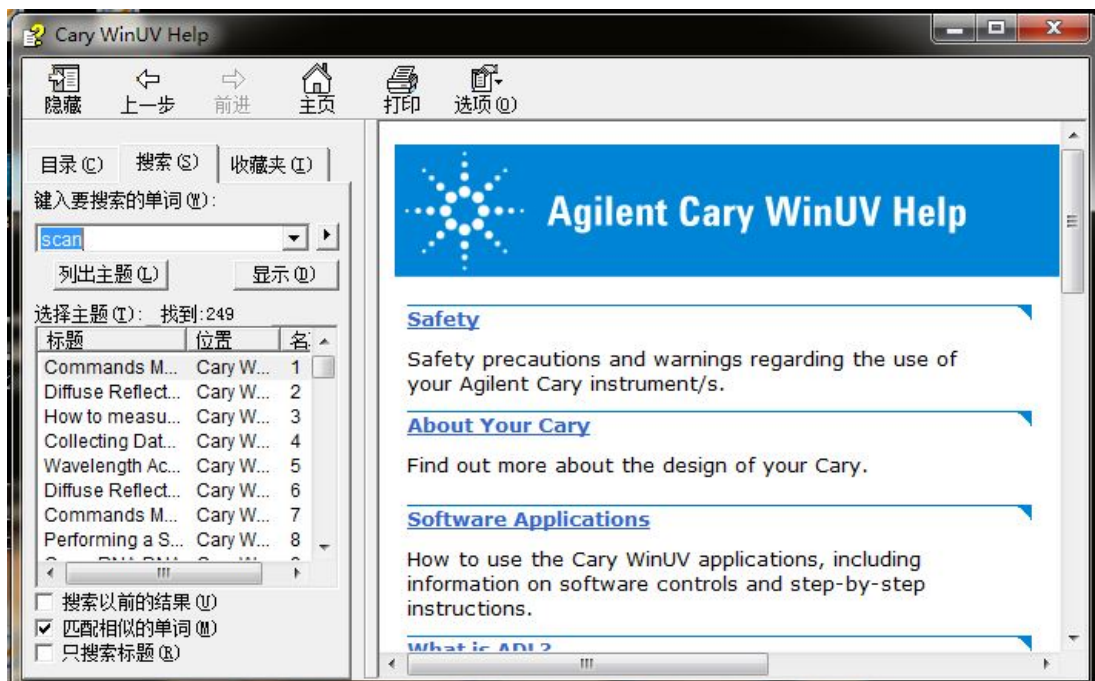 Cary WinUV Help
隐藏 上一步 前进 主页 打印 选项(O)
目录(C) 搜索(S) 收藏夹(I)
键入要搜索的单词(W):
scan
列出主题(L) 显示(D)
选择主题(T): 找到:249
标题 位置 名
Commands M... Cary W... 1
Diffuse Reflect... Cary W... 2
How to measu... Cary W... 3
Collecting Dat... Cary W... 4
Wavelength Ac... Cary W... 5
Diffuse Reflect... Cary W... 6
Commands M... Cary W... 7
Performing a S... Cary W... 8
搜索以前的结果(U)
匹配相似的单词(M)
只搜索标题(R)
Agilent Cary WinUV Help
Safety
Safety precautions and warnings regarding the use of
your Agilent Cary instrument/s.
About Your Cary
Find out more about the design of your Cary.
Software Applications
How to use the Cary WinUV applications, including
information on software controls and step-by-step
instructions.
What is ADL?